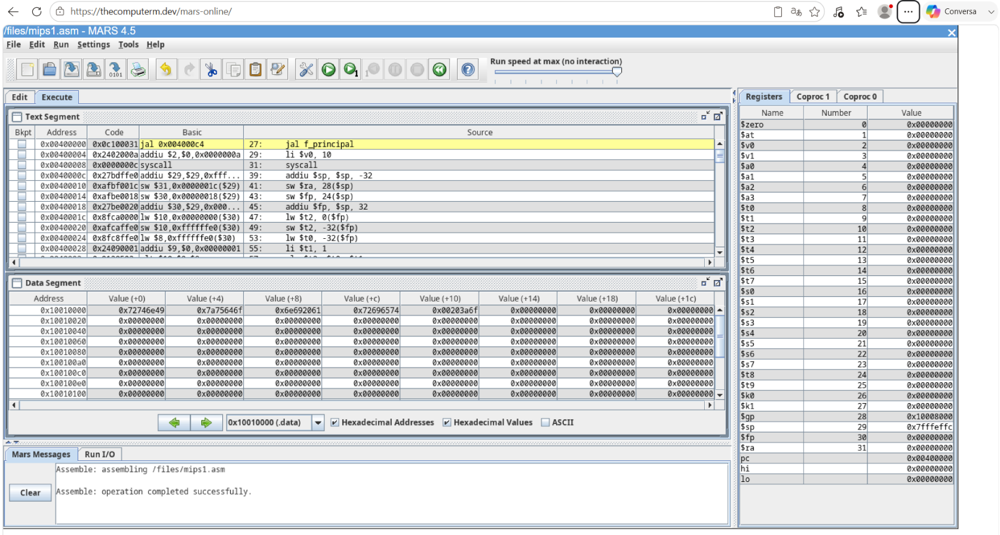 https://thecomputerm.dev/mars-online/
Conversa
/files/mips1.asm - MARS 4.5
File Edit Run Settings Tools Help
Run speed at max (no interaction)
Edit Execute
Text Segment
Bkpt Address Code Basic Source
0x00400000 0x0c100031 jal 0x004000c4 27: jal f_principal
0x00400004 0x2402000a addiu $2,$0,0x0000000a 29: li $v0, 10
0x00400008 0x0000000c syscall 31: syscall
0x0040000c 0x27bdffe0 addiu $29,$29,0xfff... 39: addiu $sp, $sp, -32
0x00400010 0xafbf001c sw $31,0x0000001c($29) 41: sw $ra, 28($sp)
0x00400014 0xafbe0018 sw $30,0x00000018($29) 43: sw $fp, 24($sp)
0x00400018 0x27be0020 addiu $30,$29,0x000... 45: addiu $fp, $sp, 32
0x0040001c 0x8fca0000 lw $10,0x00000000($30) 47: lw $t2, 0($fp)
0x00400020 0xafcaffe0 sw $10,0xffffffe0($30) 49: sw $t2, -32($fp)
0x00400024 0x8fc8ffe0 lw $8,0xffffffe0($30) 53: lw $t0, -32($fp)
0x00400028 0x24090001 addiu $9,$0,0x00000001 55: li $t1, 1
Data Segment
Address Value (+0) Value (+4) Value (+8) Value (+c) Value (+10) Value (+14) Value (+18) Value (+1c)
0x10010000 0x72746e49 0x7a75646f 0x6e692061 0x72696574 0x00203a6f 0x00000000 0x00000000 0x00000000
0x10010020 0x00000000 0x00000000 0x00000000 0x00000000 0x00000000 0x00000000 0x00000000 0x00000000
0x10010040 0x00000000 0x00000000 0x00000000 0x00000000 0x00000000 0x00000000 0x00000000 0x00000000
0x10010060 0x00000000 0x00000000 0x00000000 0x00000000 0x00000000 0x00000000 0x00000000 0x00000000
0x10010080 0x00000000 0x00000000 0x00000000 0x00000000 0x00000000 0x00000000 0x00000000 0x00000000
0x100100a0 0x00000000 0x00000000 0x00000000 0x00000000 0x00000000 0x00000000 0x00000000 0x00000000
0x100100c0 0x00000000 0x00000000 0x00000000 0x00000000 0x00000000 0x00000000 0x00000000 0x00000000
0x100100e0 0x00000000 0x00000000 0x00000000 0x00000000 0x00000000 0x00000000 0x00000000 0x00000000
0x10010100 0x00000000 0x00000000 0x00000000 0x00000000 0x00000000 0x00000000 0x00000000 0x00000000
0x10010000 (.data) Hexadecimal Addresses Hexadecimal Values ASCII
Mars Messages Run I/O
Assemble: assembling /files/mips1.asm
Assemble: operation completed successfully.
Clear
Registers Coproc 1 Coproc 0
Name Number Value
$zero 0 0x00000000
$at 1 0x00000000
$v0 2 0x00000000
$v1 3 0x00000000
$a0 4 0x00000000
$a1 5 0x00000000
$a2 6 0x00000000
$a3 7 0x00000000
$t0 8 0x00000000
$t1 9 0x00000000
$t2 10 0x00000000
$t3 11 0x00000000
$t4 12 0x00000000
$t5 13 0x00000000
$t6 14 0x00000000
$t7 15 0x00000000
$s0 16 0x00000000
$s1 17 0x00000000
$s2 18 0x00000000
$s3 19 0x00000000
$s4 20 0x00000000
$s5 21 0x00000000
$s6 22 0x00000000
$s7 23 0x00000000
$t8 24 0x00000000
$t9 25 0x00000000
$k0 26 0x00000000
$k1 27 0x00000000
$gp 28 0x10008000
$sp 29 0x7fffeffc
$fp 30 0x00000000
$ra 31 0x00000000
pc 0x00400000
hi 0x00000000
lo 0x00000000